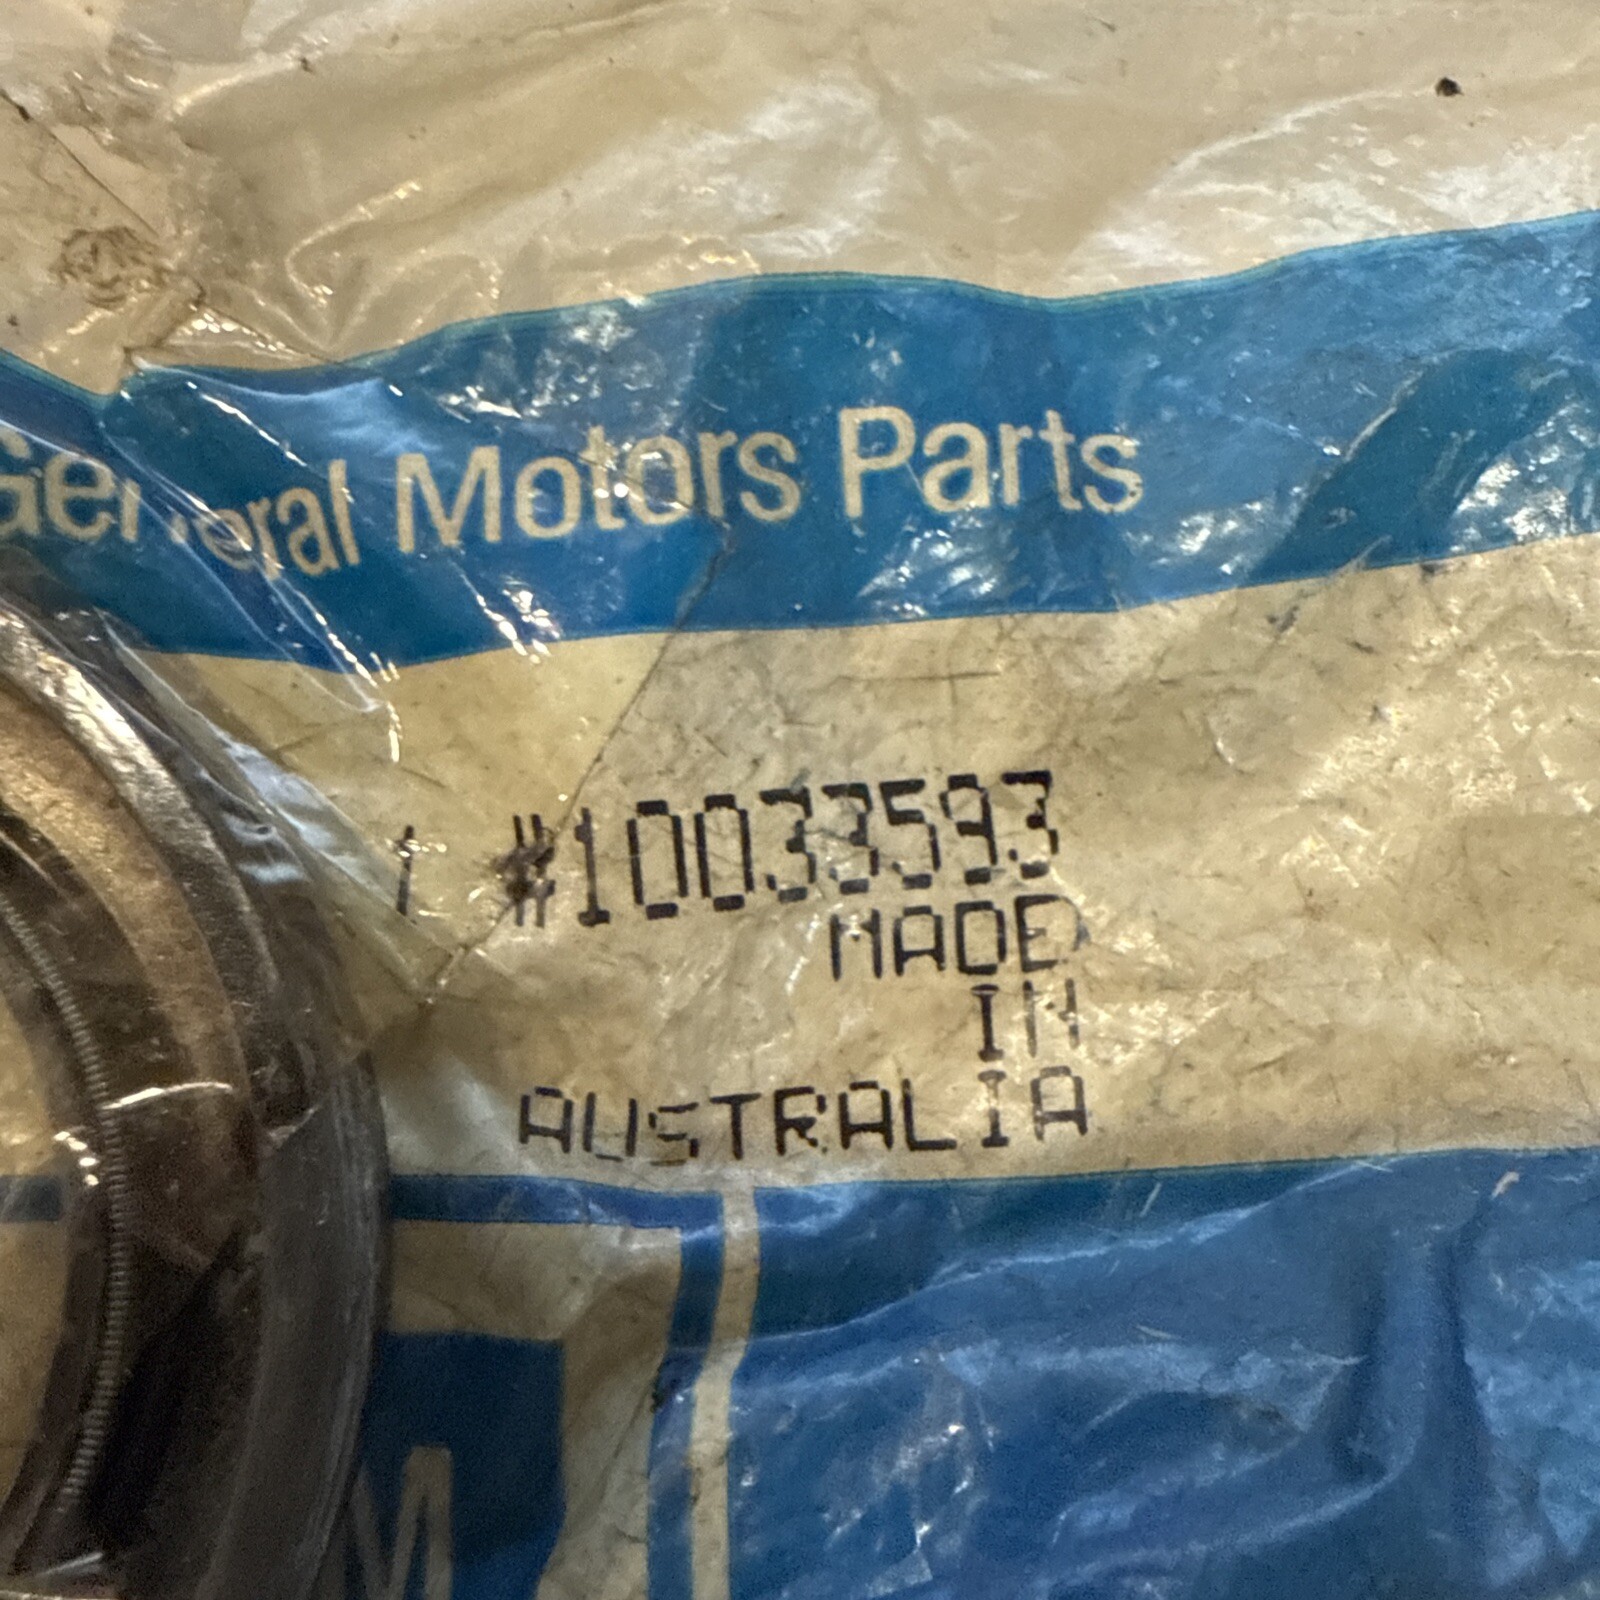 General Motors Parts
1 #10033593
MADE
IN
AUSTRALIA
M